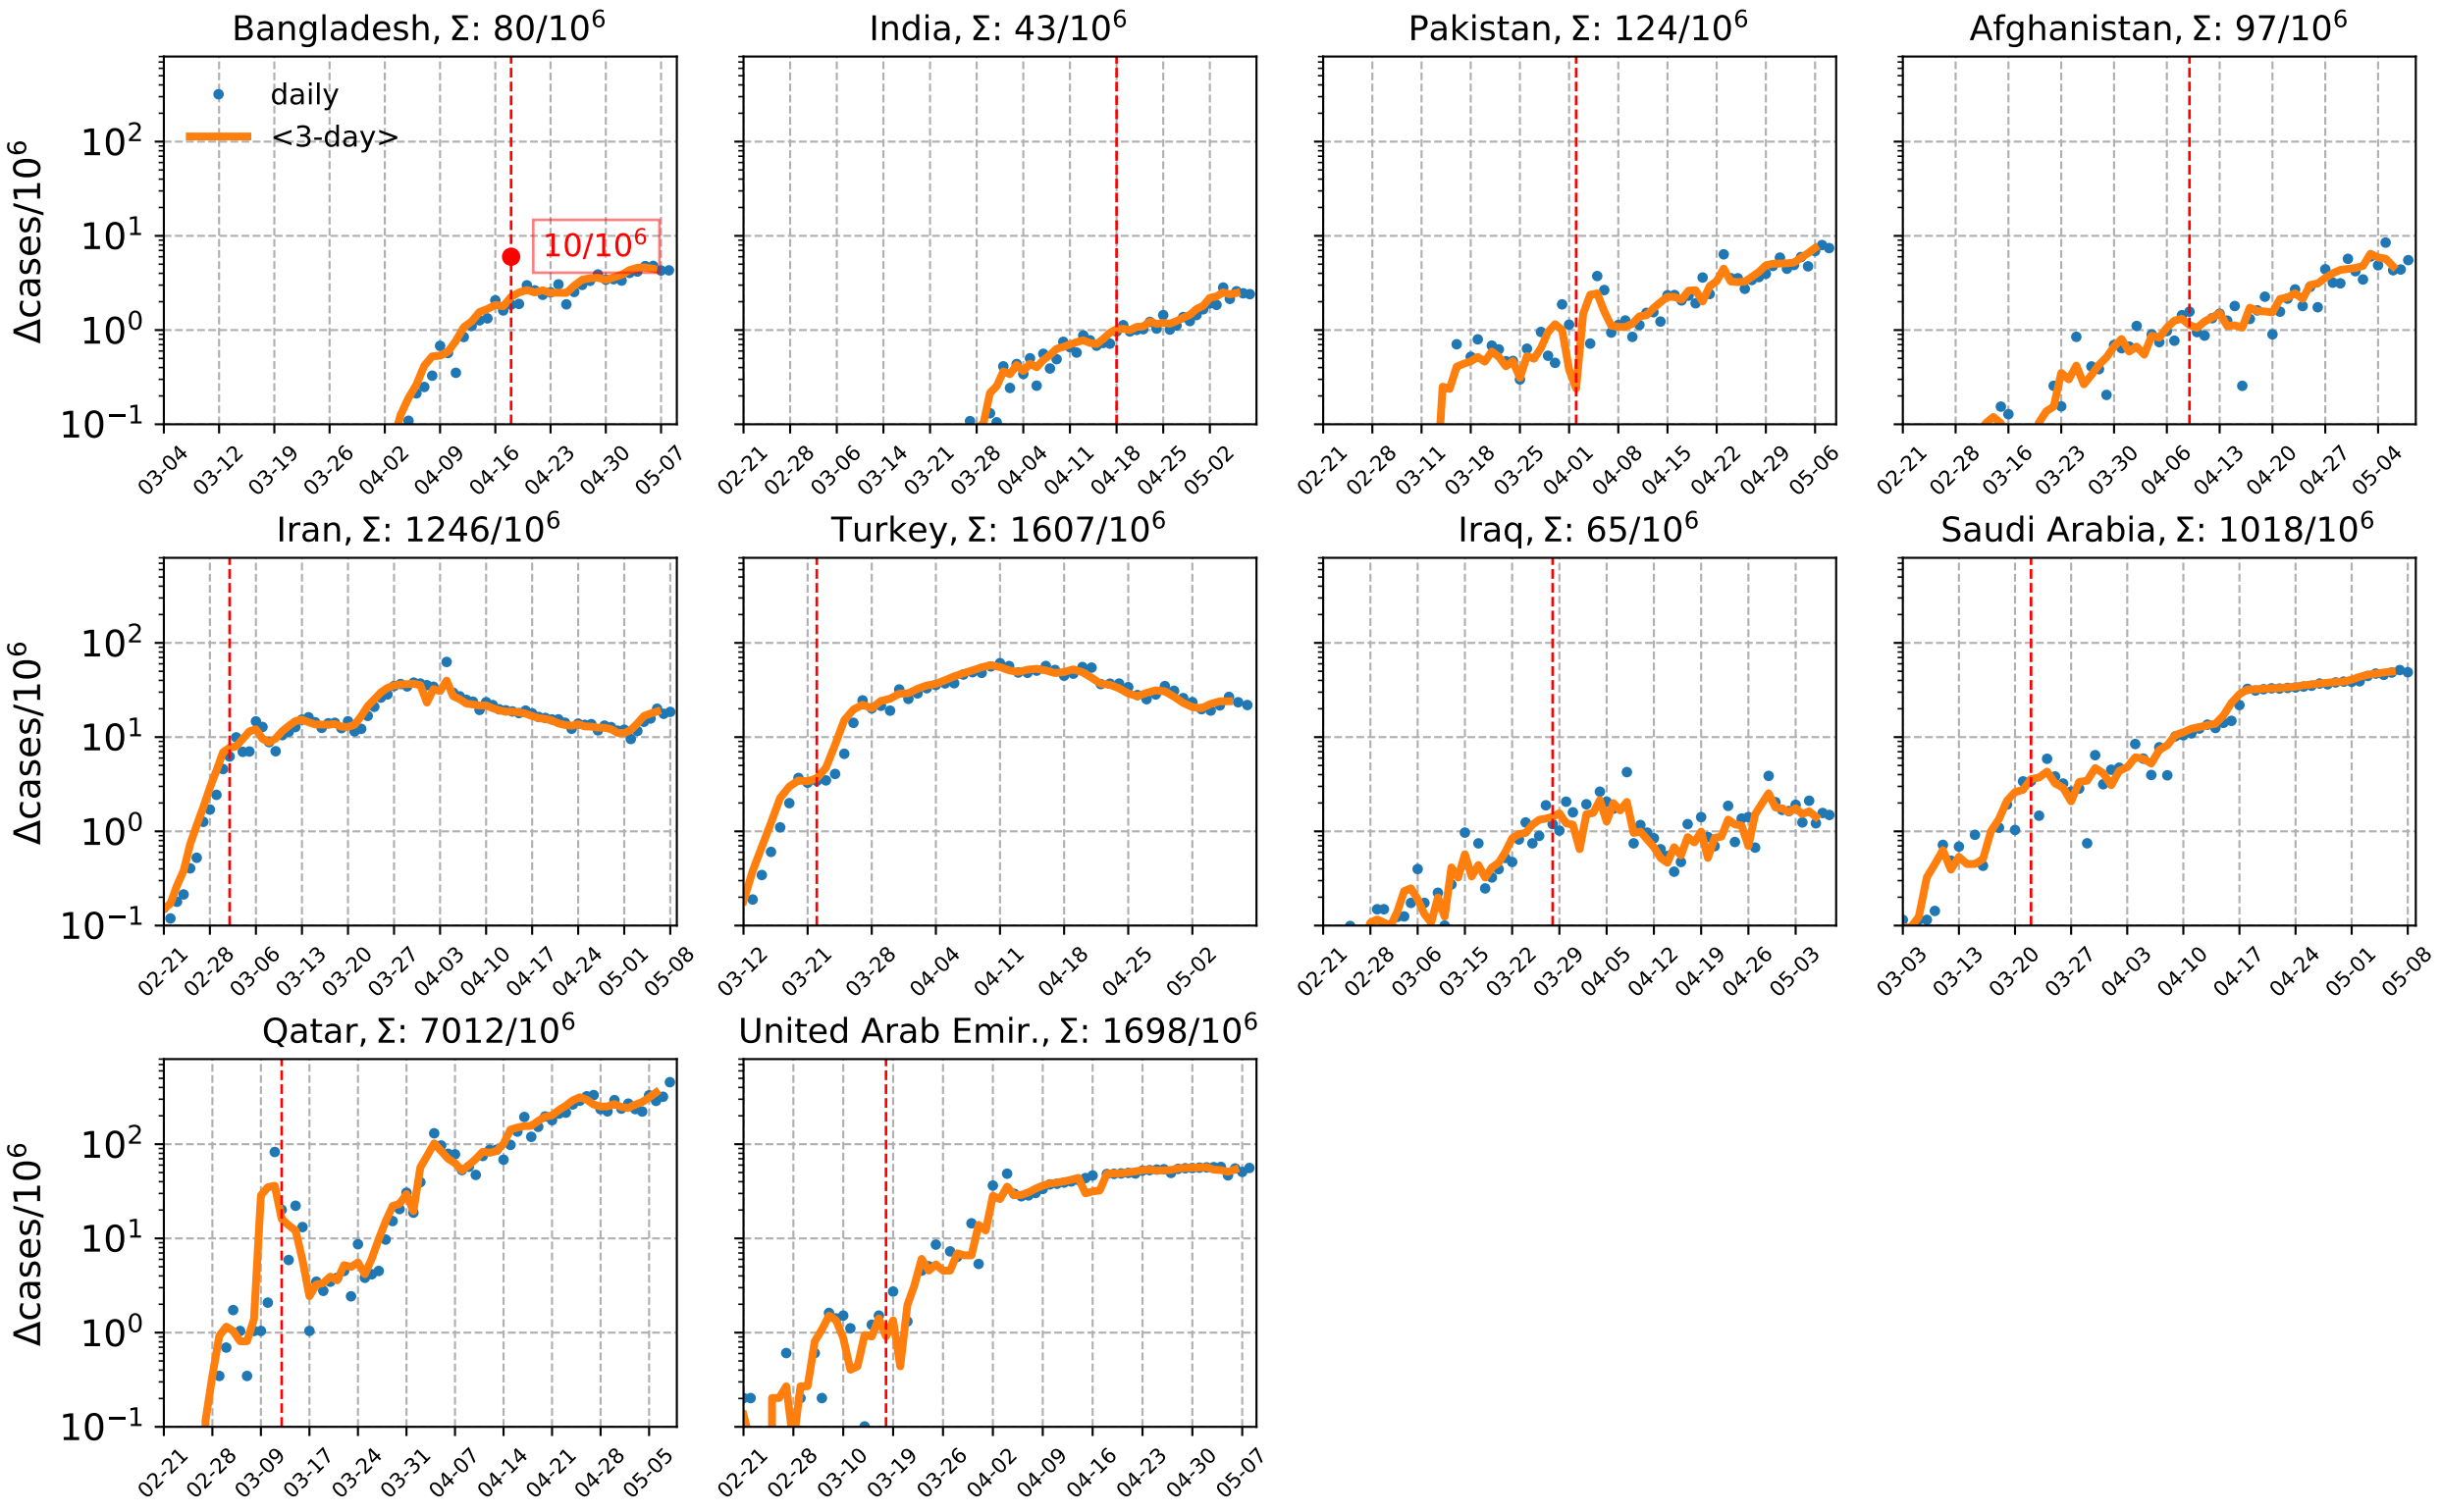 Bangladesh, Σ: 80/10⁶
India, Σ: 43/10⁶
Pakistan, Σ: 124/10⁶
Afghanistan, Σ: 97/10⁶
daily
<3-day>
10/10⁶
Δcases/10⁶
10²
10¹
10⁰
10⁻¹
03-04 03-12 03-19 03-26 04-02 04-09 04-16 04-23 04-30 05-07
02-21 02-28 03-06 03-14 03-21 03-28 04-04 04-11 04-18 04-25 05-02
02-21 02-28 03-11 03-18 03-25 04-01 04-08 04-15 04-22 04-29 05-06
02-21 02-28 03-16 03-23 03-30 04-06 04-13 04-20 04-27 05-04
Iran, Σ: 1246/10⁶
Turkey, Σ: 1607/10⁶
Iraq, Σ: 65/10⁶
Saudi Arabia, Σ: 1018/10⁶
Δcases/10⁶
10²
10¹
10⁰
10⁻¹
02-21 02-28 03-06 03-13 03-20 03-27 04-03 04-10 04-17 04-24 05-01 05-08
03-12 03-21 03-28 04-04 04-11 04-18 04-25 05-02
02-21 02-28 03-06 03-15 03-22 03-29 04-05 04-12 04-19 04-26 05-03
03-03 03-13 03-20 03-27 04-03 04-10 04-17 04-24 05-01 05-08
Qatar, Σ: 7012/10⁶
United Arab Emir., Σ: 1698/10⁶
Δcases/10⁶
10²
10¹
10⁰
10⁻¹
02-21 02-28 03-09 03-17 03-24 03-31 04-07 04-14 04-21 04-28 05-05
02-21 02-28 03-10 03-19 03-26 04-02 04-09 04-16 04-23 04-30 05-07